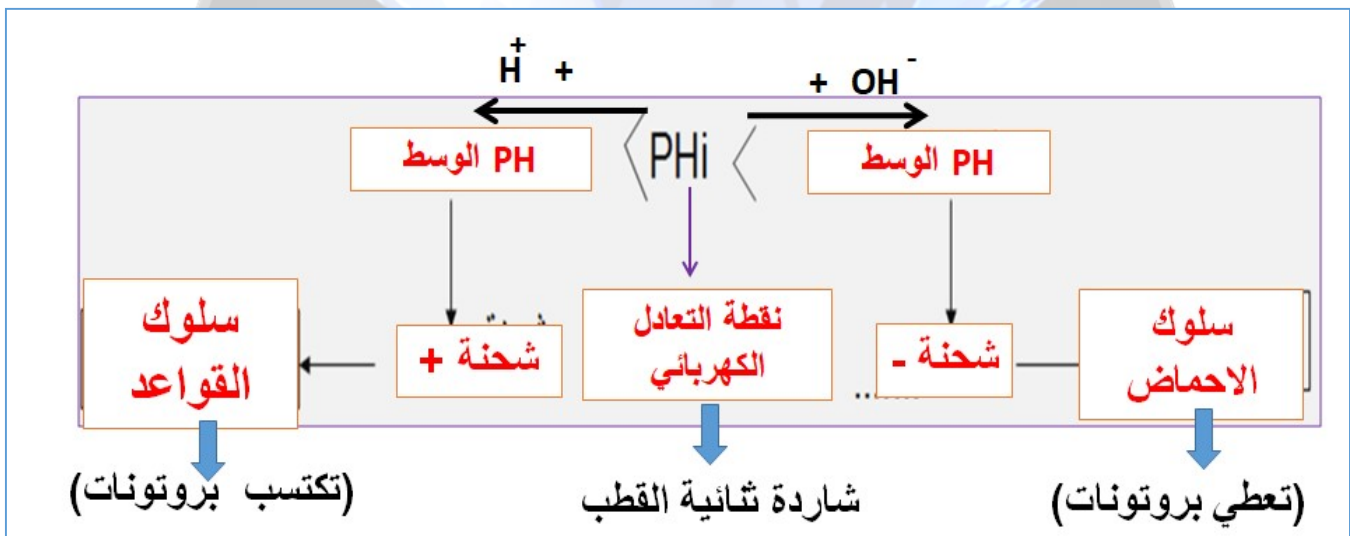 H+ +
+ OH-
PH الوسط
〈 PHi 〈
PH الوسط
سلوك
الاحماض
شحنة -
نقطة التعادل
الكهربائي
شحنة +
سلوك
القواعد
........
(تعطي بروتونات)
شاردة ثنائية القطب
(تكتسب بروتونات)